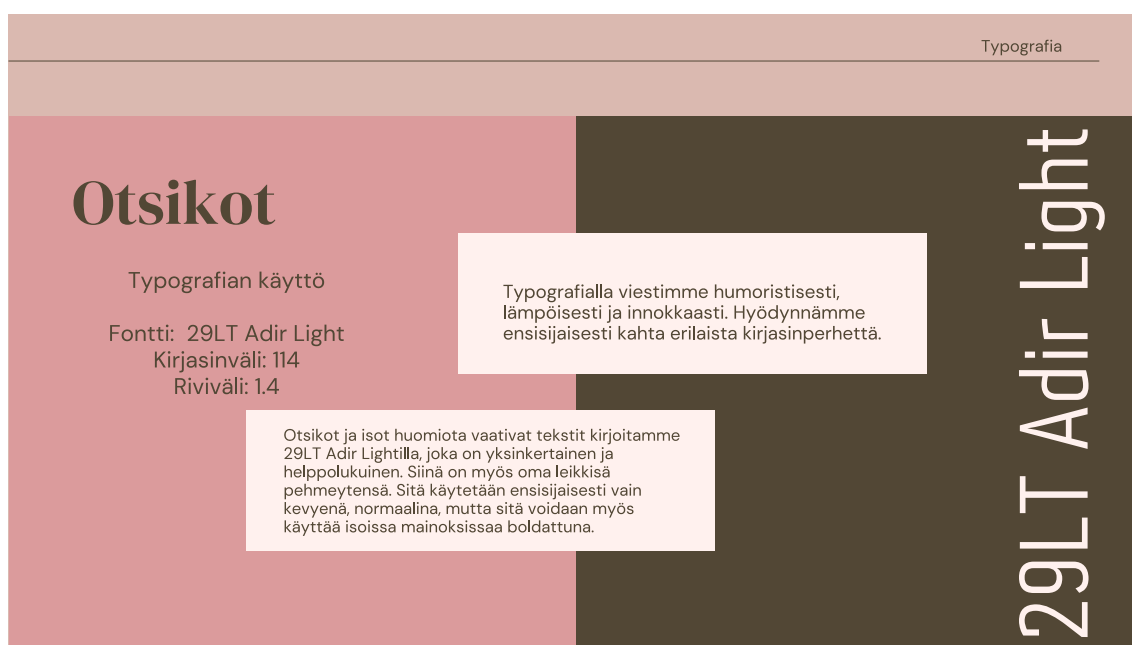 Typografia
Otsikot
Typografian käyttö
Fontti: 29LT Adir Light
Kirjasinväli: 114
Riviväli: 1.4
Typografialla viestimme humoristisesti,
lämpöisesti ja innokkaasti. Hyödynnämme
ensisijaisesti kahta erilaista kirjasinperhettä.
Otsikot ja isot huomiota vaativat tekstit kirjoitamme
29LT Adir Lightilla, joka on yksinkertainen ja
helppolukuinen. Siinä on myös oma leikkisä
pehmeytensä. Sitä käytetään ensisijaisesti vain
kevyenä, normaalina, mutta sitä voidaan myös
käyttää isoissa mainoksissaa boldattuna.
29LT Adir Light